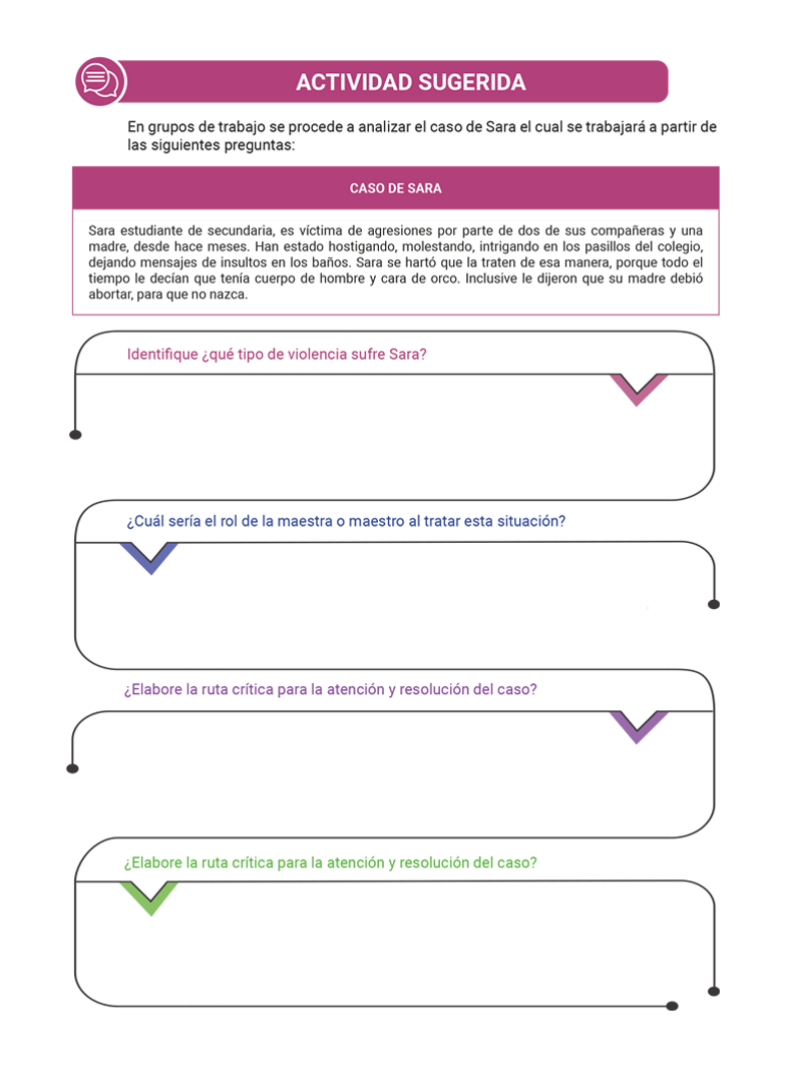 ACTIVIDAD SUGERIDA
En grupos de trabajo se procede a analizar el caso de Sara el cual se trabajará a partir de
las siguientes preguntas:
CASO DE SARA
Sara estudiante de secundaria, es víctima de agresiones por parte de dos de sus compañeras y una
madre, desde hace meses. Han estado hostigando, molestando, intrigando en los pasillos del colegio,
dejando mensajes de insultos en los baños. Sara se hartó que la traten de esa manera, porque todo el
tiempo le decían que tenía cuerpo de hombre y cara de orco. Inclusive le dijeron que su madre debió
abortar, para que no nazca.
Identifique ¿qué tipo de violencia sufre Sara?
¿Cuál sería el rol de la maestra o maestro al tratar esta situación?
¿Elabore la ruta crítica para la atención y resolución del caso?
¿Elabore la ruta crítica para la atención y resolución del caso?